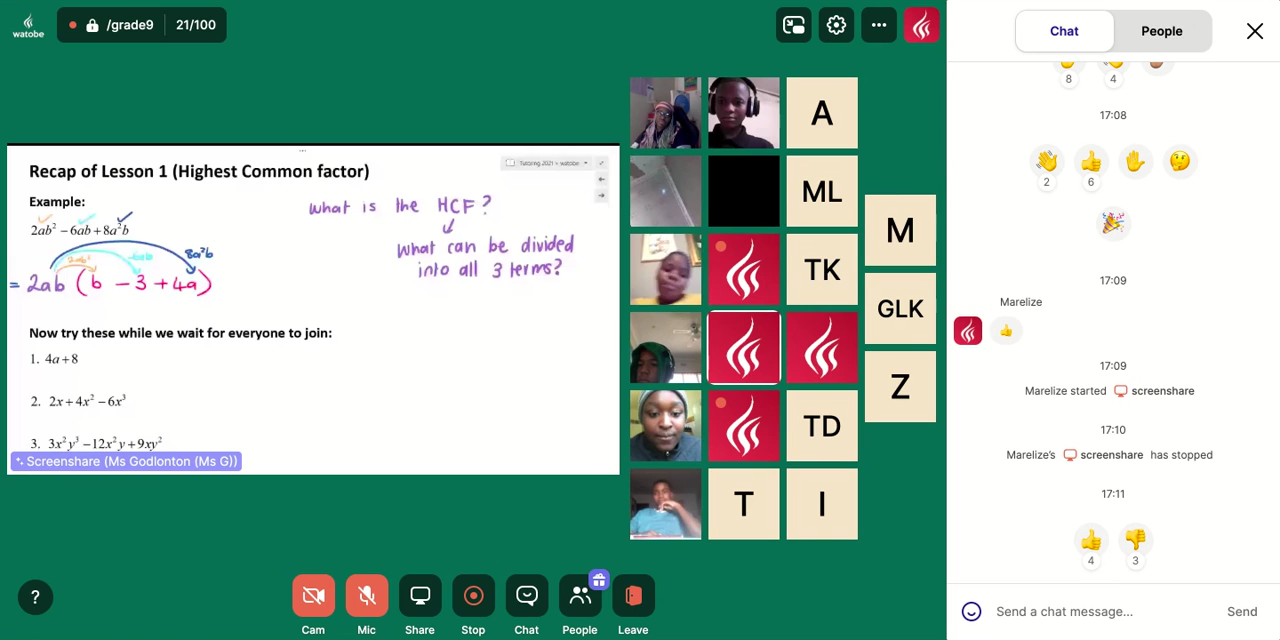 watobe
/grade9
21/100
Recap of Lesson 1 (Highest Common factor)
Tutoring 2021 > watobe
Example:
2ab² − 6ab + 8a²b
2ab² -6ab 8a²b
= 2ab (b - 3 + 4a)
What is the HCF?
What can be divided
into all 3 terms?
Now try these while we wait for everyone to join:
1. 4a + 8
2. 2x + 4x² − 6x³
3. 3x²y³ − 12x²y + 9xy²
Screenshare (Ms Godlonton (Ms G))
A
ML
TK
TD
T
I
M
GLK
Z
?
Cam
Mic
Share
Stop
Chat
People
Leave
Chat
People
8
4
17:08
2
6
17:09
Marelize
17:09
Marelize started screenshare
17:10
Marelize's screenshare has stopped
17:11
4
3
Send a chat message...
Send